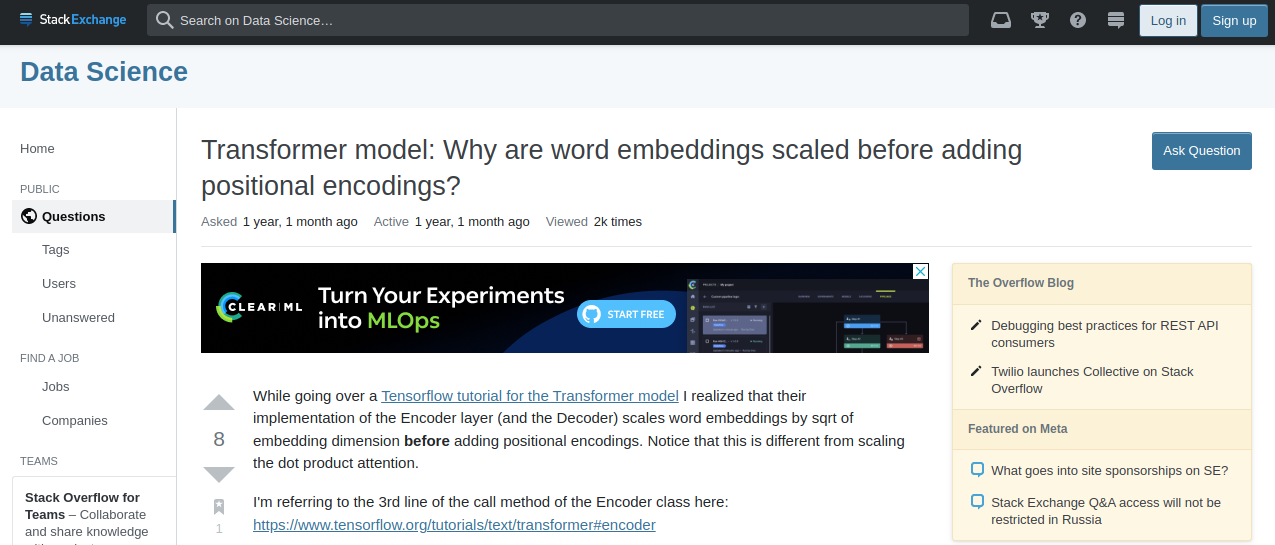 StackExchange
Search on Data Science…
Log in
Sign up
Data Science
Home
PUBLIC
Questions
Tags
Users
Unanswered
FIND A JOB
Jobs
Companies
TEAMS
Stack Overflow for
Teams – Collaborate
and share knowledge
Transformer model: Why are word embeddings scaled before adding
positional encodings?
Ask Question
Asked 1 year, 1 month ago Active 1 year, 1 month ago Viewed 2k times
CLEAR|ML
Turn Your Experiments
into MLOps
START FREE
8
1
While going over a Tensorflow tutorial for the Transformer model I realized that their
implementation of the Encoder layer (and the Decoder) scales word embeddings by sqrt of
embedding dimension before adding positional encodings. Notice that this is different from scaling
the dot product attention.
I'm referring to the 3rd line of the call method of the Encoder class here:
https://www.tensorflow.org/tutorials/text/transformer#encoder
The Overflow Blog
Debugging best practices for REST API
consumers
Twilio launches Collective on Stack
Overflow
Featured on Meta
What goes into site sponsorships on SE?
Stack Exchange Q&A access will not be
restricted in Russia